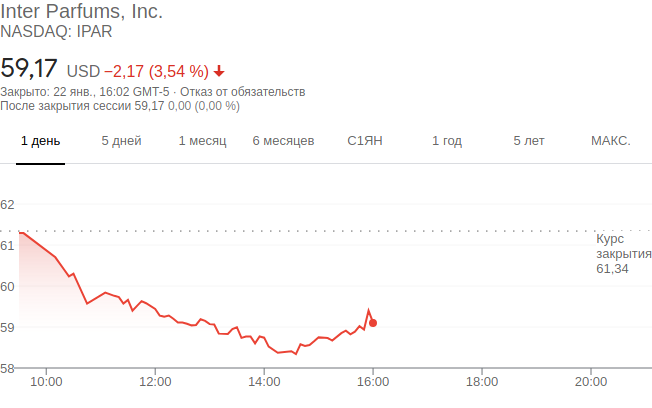 Inter Parfums, Inc.
NASDAQ: IPAR
59,17 USD −2,17 (3,54 %)
Закрыто: 22 янв., 16:02 GMT-5 · Отказ от обязательств
После закрытия сессии 59,17 0,00 (0,00 %)
1 день 5 дней 1 месяц 6 месяцев С1ЯН 1 год 5 лет МАКС.
62
61
60
59
58
Курс
закрытия
61,34
10:00 12:00 14:00 16:00 18:00 20:00